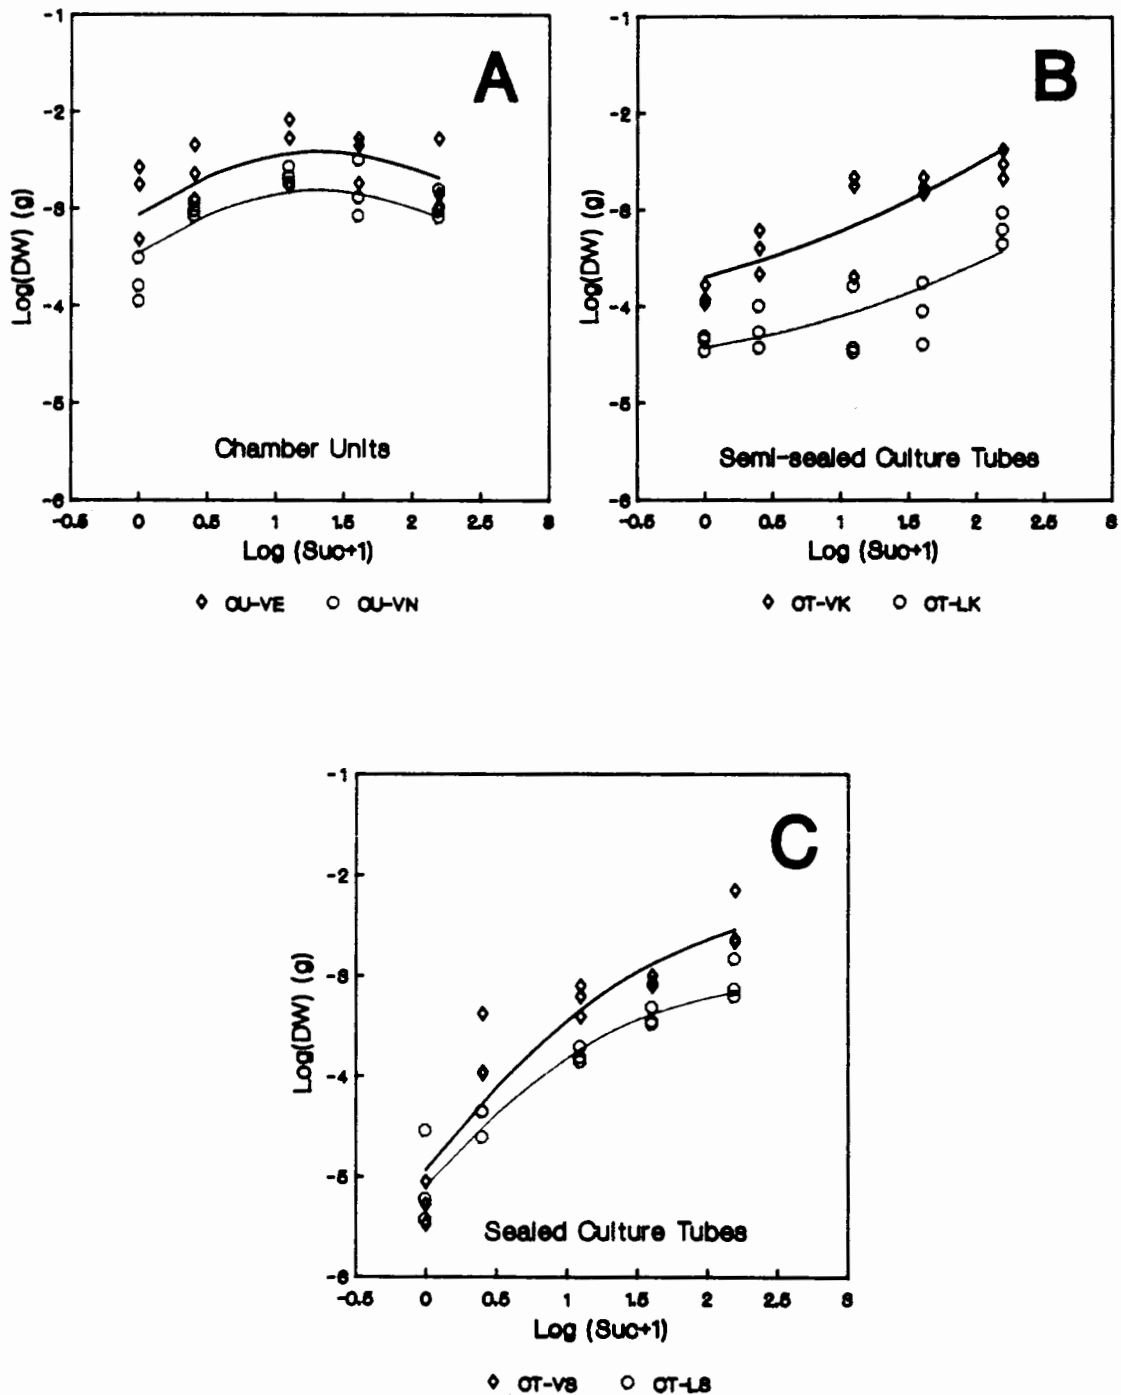 A
-1
-2
-3
-4
-5
-6
Log(DW) (g)
Chamber Units
-0.5 0 0.5 1 1.5 2 2.5 3
Log (Suc+1)
CU-VE CU-VN
B
-1
-2
-3
-4
-5
-6
Log(DW) (g)
Semi-sealed Culture Tubes
-0.5 0 0.5 1 1.5 2 2.5 3
Log (Suc+1)
CT-VK CT-LK
C
-1
-2
-3
-4
-5
-6
Log(DW) (g)
Sealed Culture Tubes
-0.5 0 0.5 1 1.5 2 2.5 3
Log (Suc+1)
CT-VS CT-LS